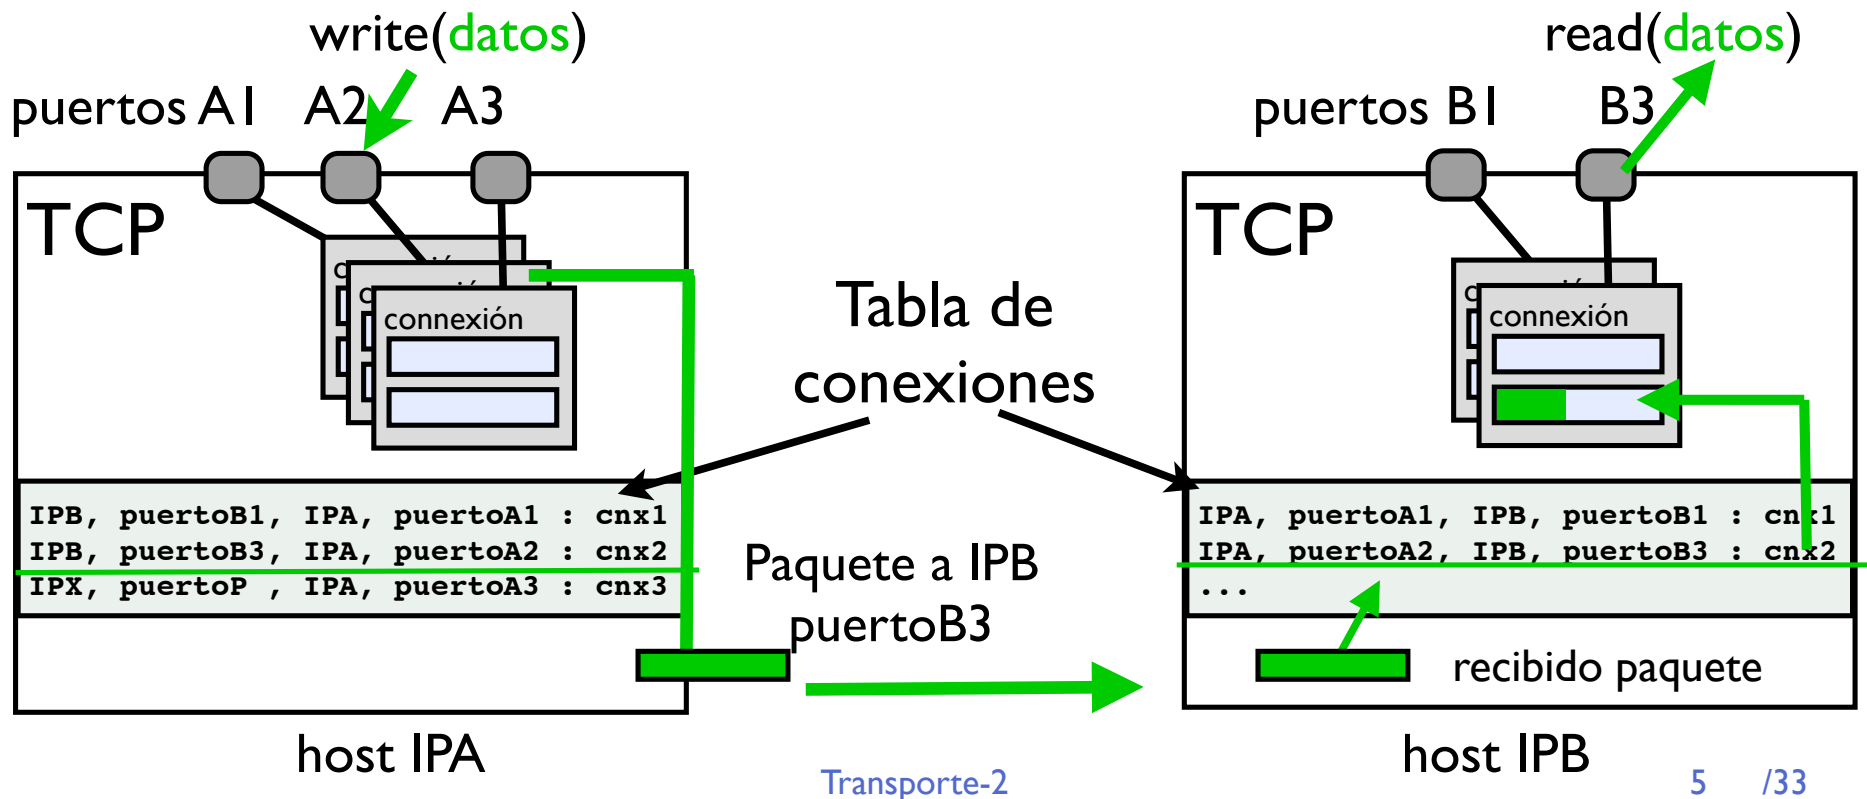 write(datos)
read(datos)
puertos A1 A2 A3
puertos B1 B3
TCP
TCP
connexión
connexión
Tabla de
conexiones
IPB, puertoB1, IPA, puertoA1 : cnx1
IPB, puertoB3, IPA, puertoA2 : cnx2
IPX, puertoP , IPA, puertoA3 : cnx3
IPA, puertoA1, IPB, puertoB1 : cnx1
IPA, puertoA2, IPB, puertoB3 : cnx2
...
Paquete a IPB
puertoB3
recibido paquete
host IPA
host IPB
Transporte-2
5 /33